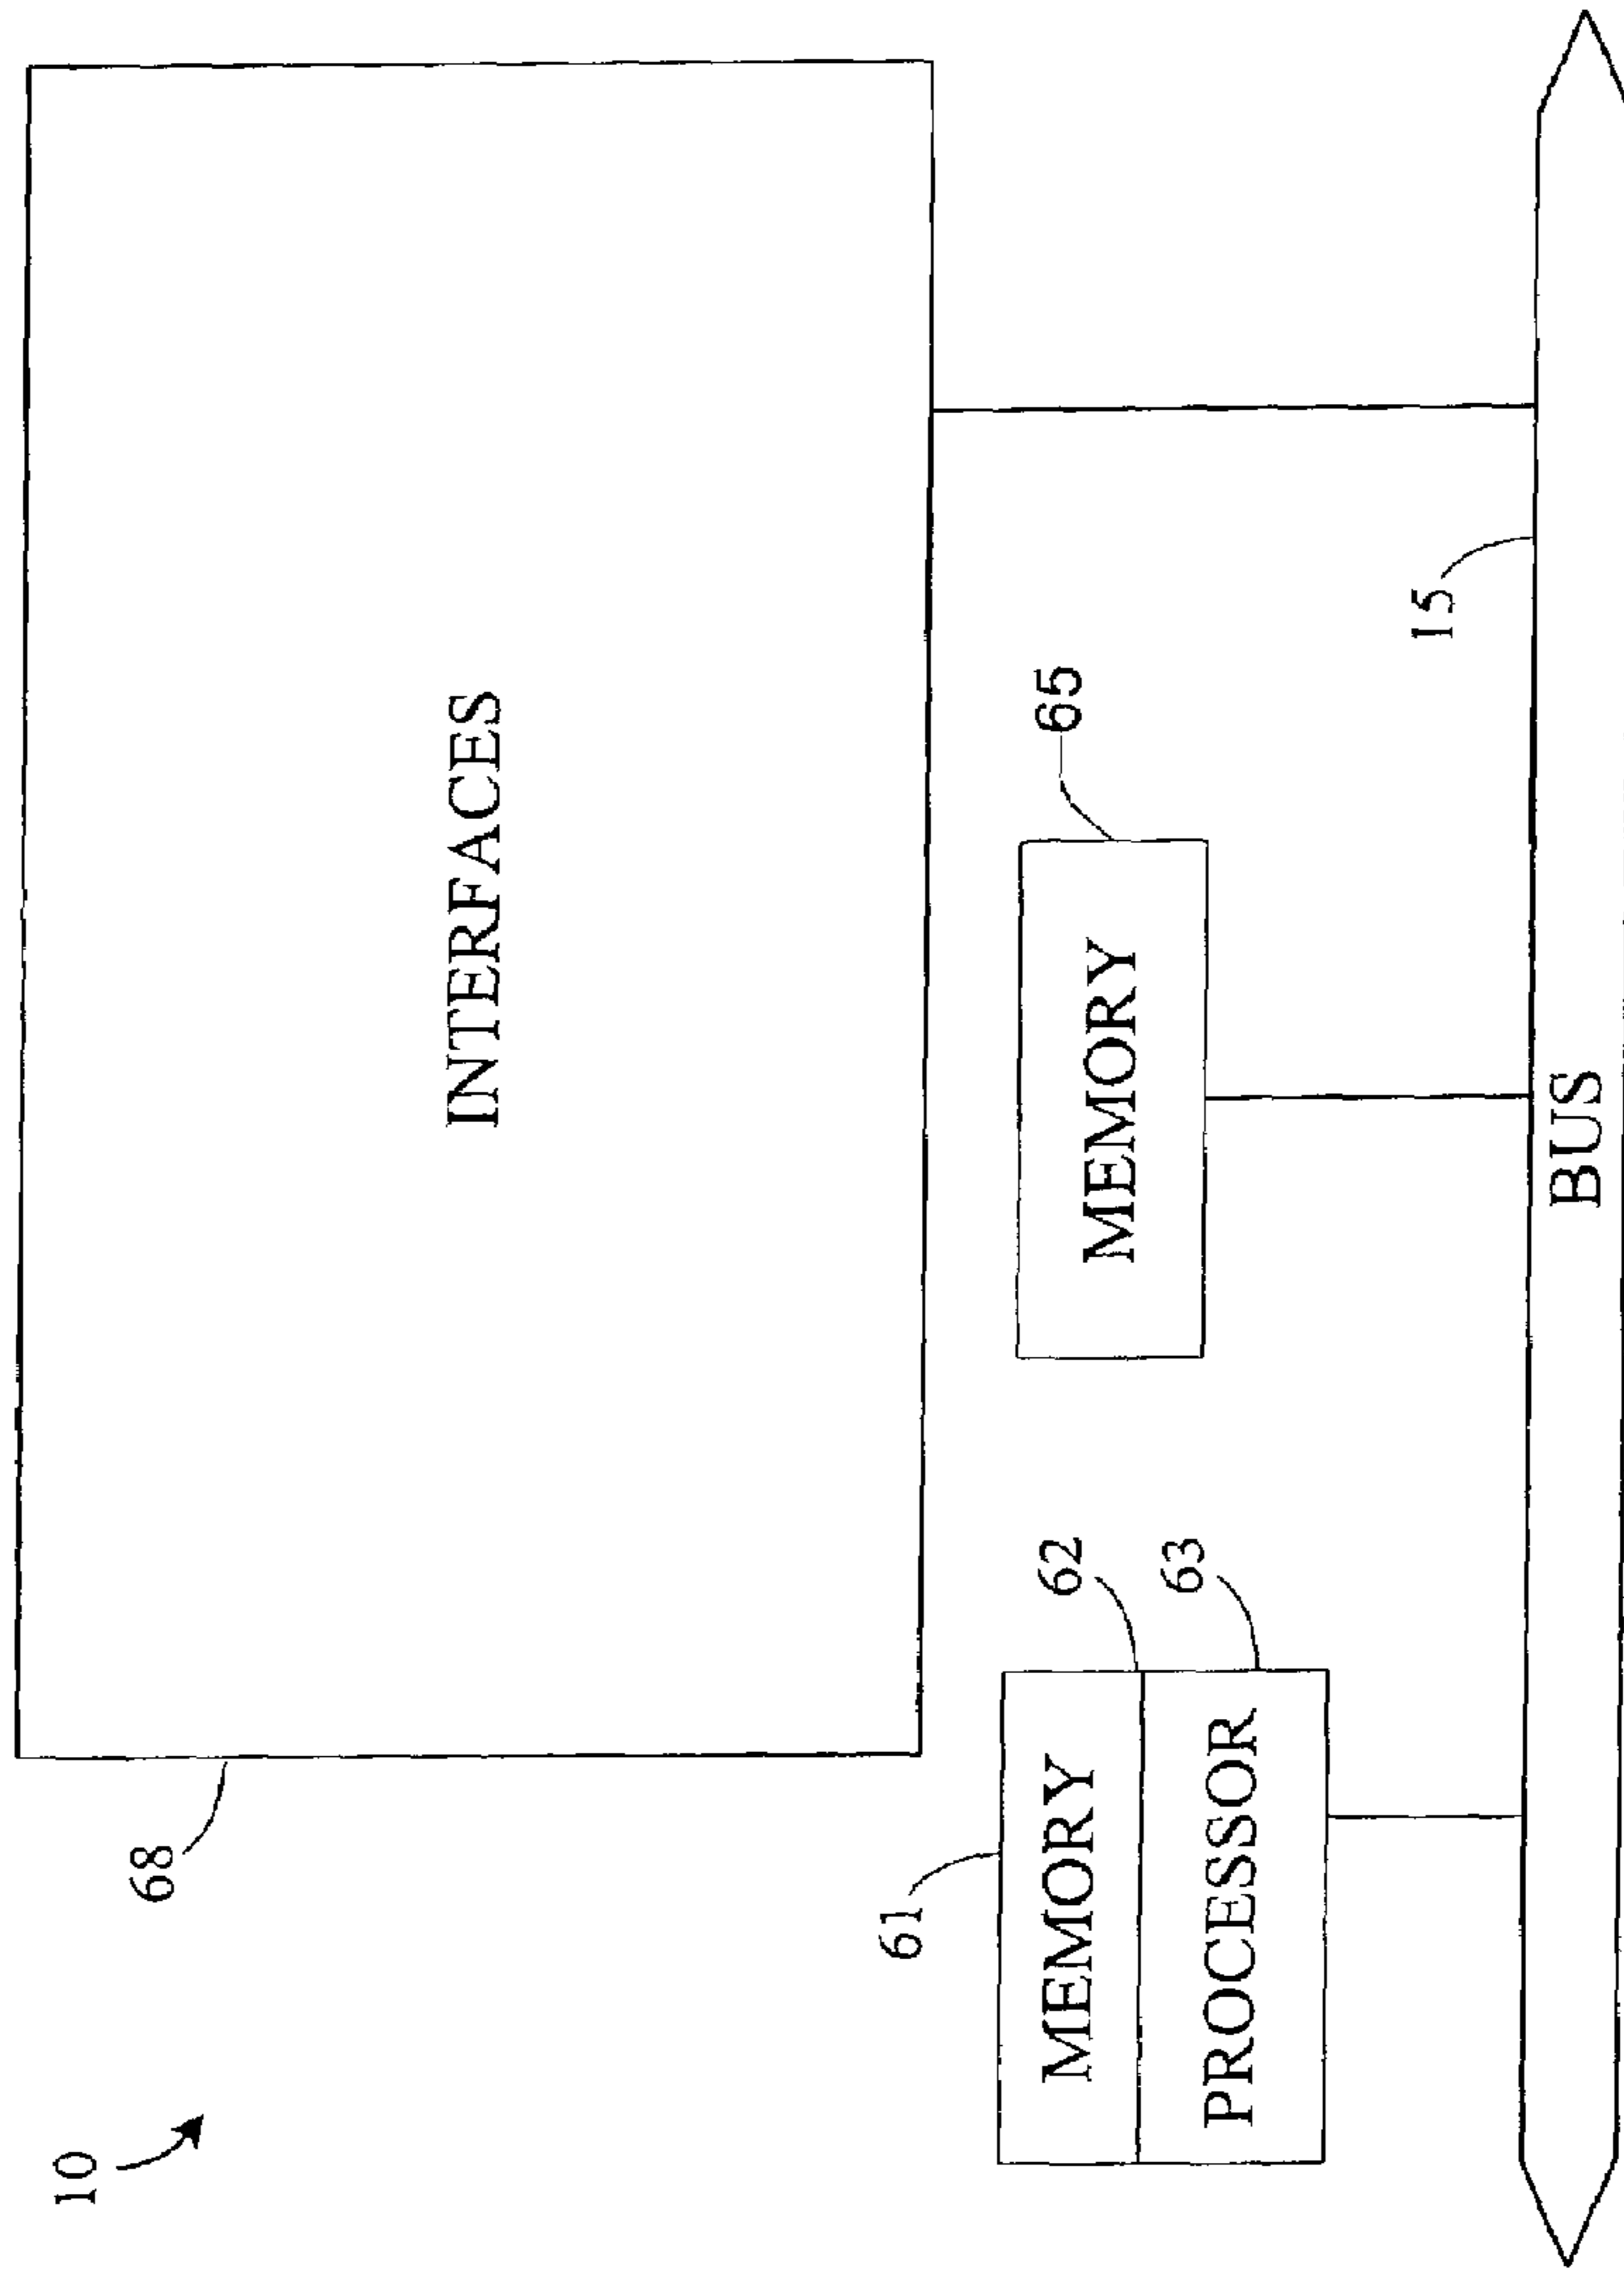 10
68
INTERFACES
61
MEMORY
62
PROCESSOR
63
MEMORY
65
15
BUS